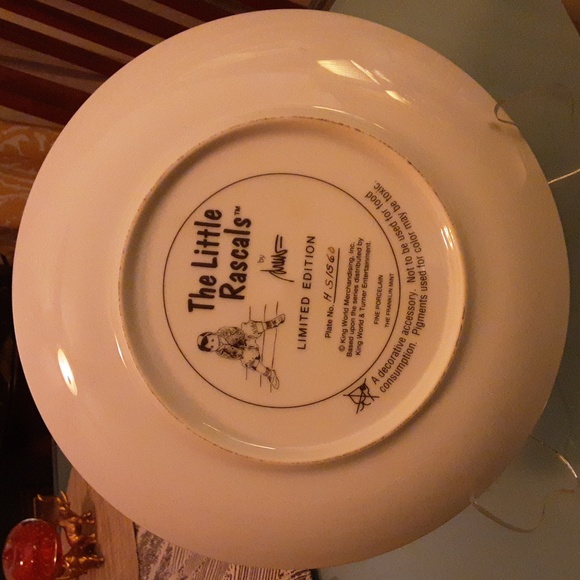 The Little
Rascals™
by
LIMITED EDITION
Plate No. H S1560
© King World Merchandising, Inc.
Based upon the series distributed by
King World & Turner Entertainment.
FINE PORCELAIN
THE FRANKLIN MINT
A decorative accessory. Not to be used for food
consumption. Pigments used for color may be toxic.